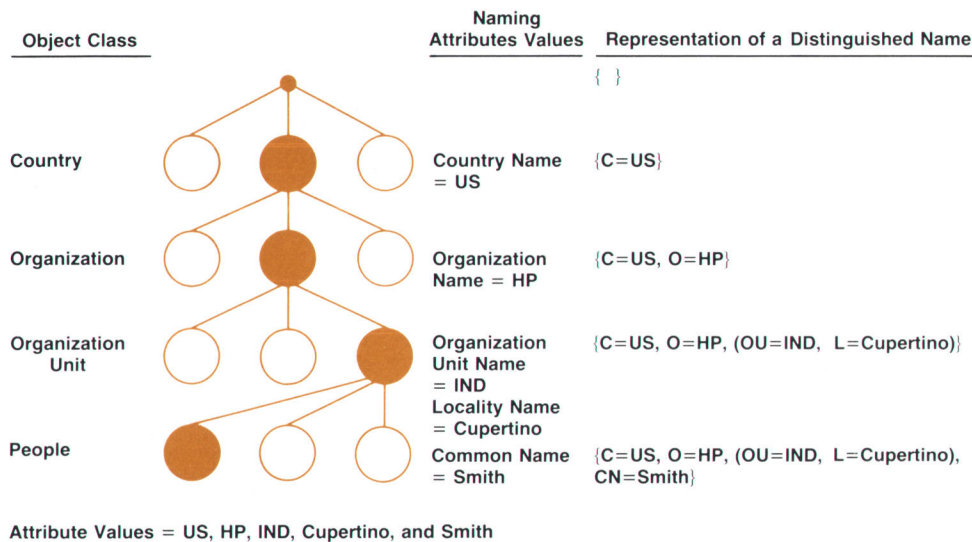 Object Class
Naming
Attributes Values
Representation of a Distinguished Name
{ }
Country
Country Name
= US
{C=US}
Organization
Organization
Name = HP
{C=US, O=HP}
Organization
Unit
Organization
Unit Name
= IND
Locality Name
= Cupertino
{C=US, O=HP, (OU=IND, L=Cupertino)}
People
Common Name
= Smith
{C=US, O=HP, (OU=IND, L=Cupertino),
CN=Smith}
Attribute Values = US, HP, IND, Cupertino, and Smith